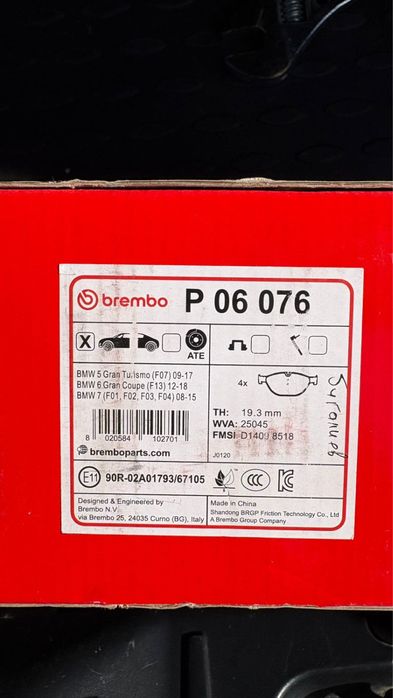 brembo P 06 076
X
ATE
BMW 5 Gran Turismo (F07) 09-17
BMW 6 Gran Coupe (F13) 12-18
BMW 7 (F01, F02, F03, F04) 08-15
4x
TH: 19.3 mm
WVA: 25045
FMSI: D1409 8518
8 020584 102701
bremboparts.com
J0120
E11 90R-02A01793/67105
CCC
KC
Designed & Engineered by
Brembo N.V.
via Brembo 25, 24035 Curno (BG), Italy
Made in China
Shandong BRGP Friction Technology Co., Ltd
A Brembo Group Company